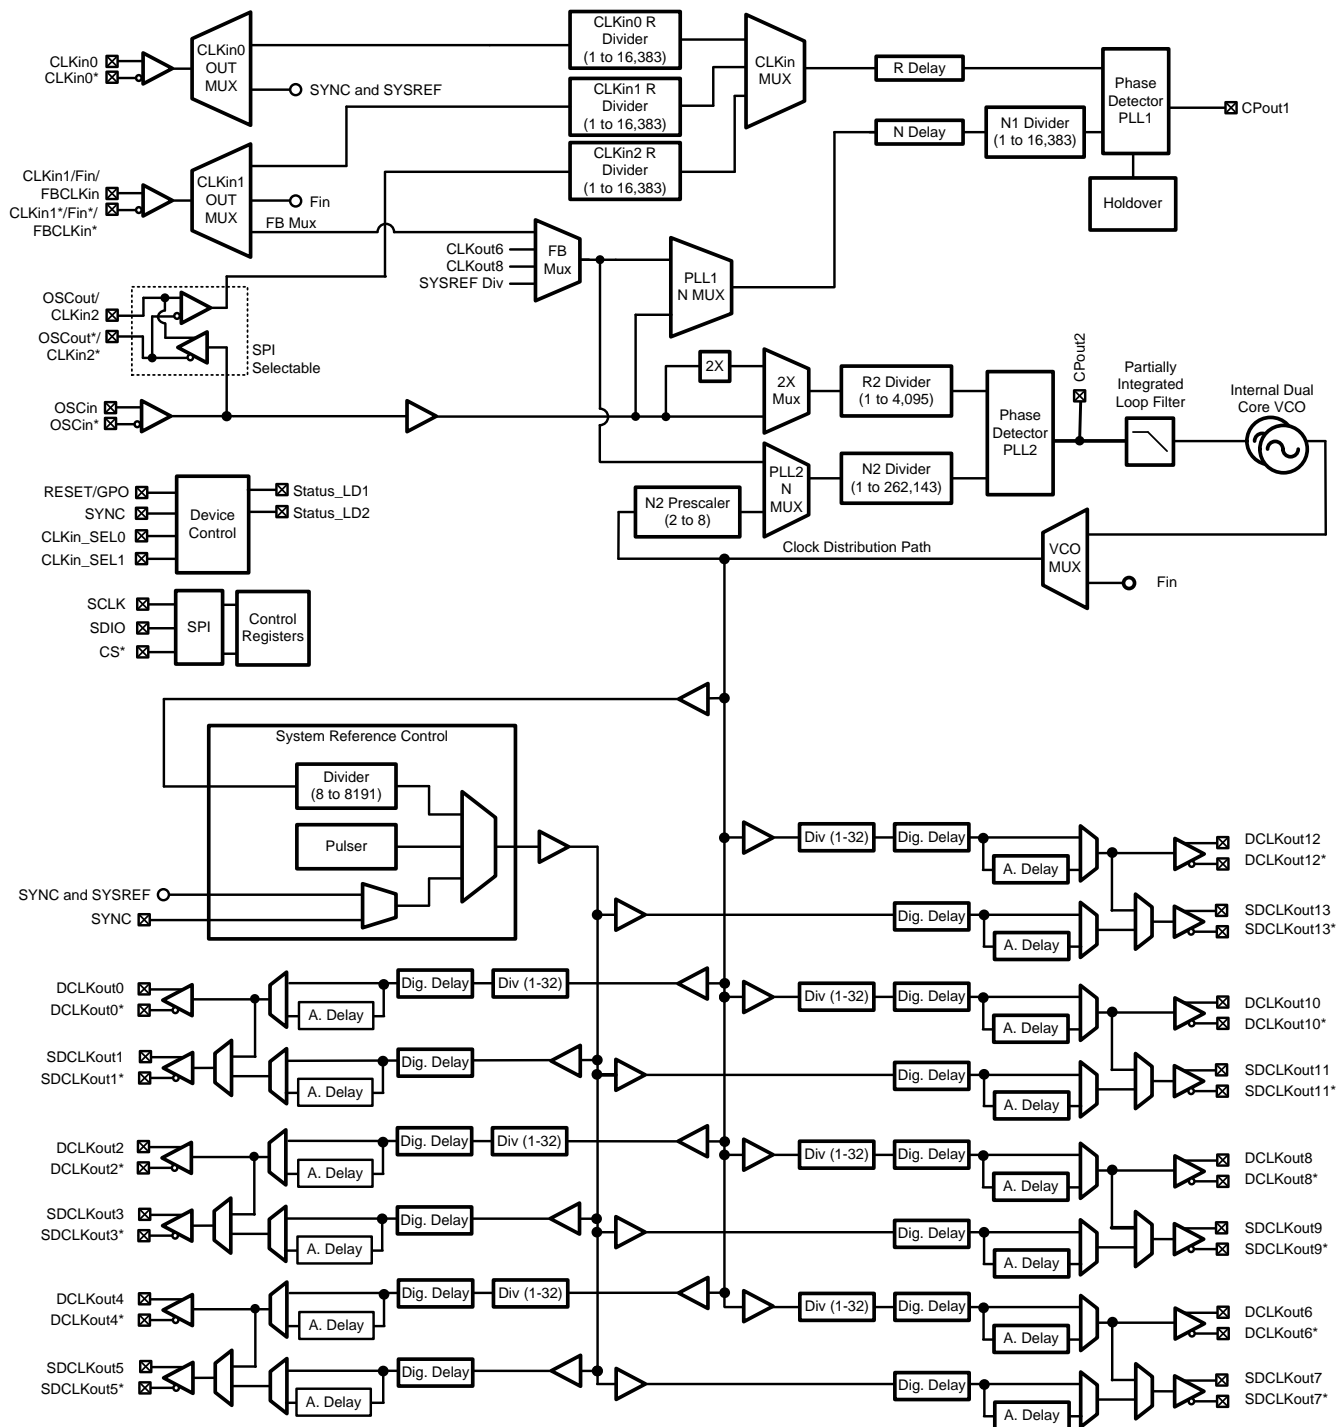 CLKin0
CLKin0*
CLKin0
OUT
MUX
SYNC and SYSREF
CLKin0 R
Divider
(1 to 16,383)
CLKin1 R
Divider
(1 to 16,383)
CLKin2 R
Divider
(1 to 16,383)
CLKin
MUX
R Delay
N Delay
N1 Divider
(1 to 16,383)
Phase
Detector
PLL1
CPout1
Holdover
CLKin1/Fin/
FBCLKin
CLKin1*/Fin*/
FBCLKin*
CLKin1
OUT
MUX
Fin
FB Mux
CLKout6
CLKout8
SYSREF Div
FB
Mux
PLL1
N MUX
OSCout/
CLKin2
OSCout*/
CLKin2*
SPI
Selectable
OSCin
OSCin*
2X
2X
Mux
R2 Divider
(1 to 4,095)
Phase
Detector
PLL2
CPout2
Partially
Integrated
Loop Filter
Internal Dual
Core VCO
PLL2
N
MUX
N2 Divider
(1 to 262,143)
N2 Prescaler
(2 to 8)
Clock Distribution Path
VCO
MUX
Fin
RESET/GPO
SYNC
CLKin_SEL0
CLKin_SEL1
Device
Control
Status_LD1
Status_LD2
SCLK
SDIO
CS*
SPI
Control
Registers
System Reference Control
Divider
(8 to 8191)
Pulser
SYNC and SYSREF
SYNC
Div (1-32)
Dig. Delay
A. Delay
DCLKout12
DCLKout12*
Dig. Delay
A. Delay
SDCLKout13
SDCLKout13*
DCLKout0
DCLKout0*
A. Delay
Dig. Delay
Div (1-32)
Div (1-32)
Dig. Delay
A. Delay
DCLKout10
DCLKout10*
SDCLKout1
SDCLKout1*
A. Delay
Dig. Delay
Dig. Delay
A. Delay
SDCLKout11
SDCLKout11*
DCLKout2
DCLKout2*
A. Delay
Dig. Delay
Div (1-32)
Div (1-32)
Dig. Delay
A. Delay
DCLKout8
DCLKout8*
SDCLKout3
SDCLKout3*
A. Delay
Dig. Delay
Dig. Delay
A. Delay
SDCLKout9
SDCLKout9*
DCLKout4
DCLKout4*
A. Delay
Dig. Delay
Div (1-32)
Div (1-32)
Dig. Delay
A. Delay
DCLKout6
DCLKout6*
SDCLKout5
SDCLKout5*
A. Delay
Dig. Delay
Dig. Delay
A. Delay
SDCLKout7
SDCLKout7*